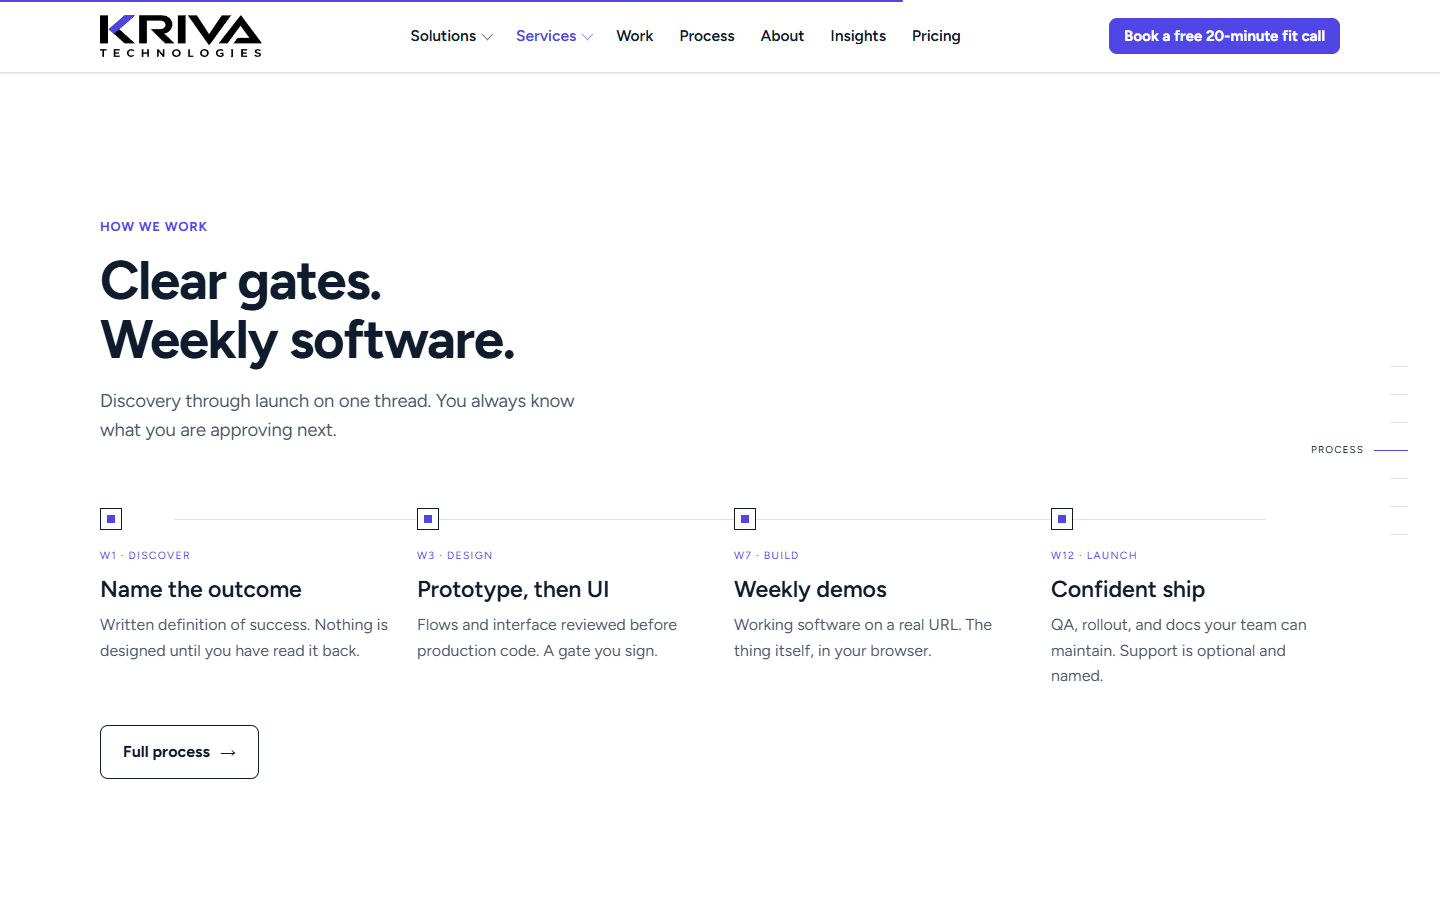 KRIVA
TECHNOLOGIES
Solutions
Services
Work
Process
About
Insights
Pricing
Book a free 20-minute fit call
HOW WE WORK
Clear gates.
Weekly software.
Discovery through launch on one thread. You always know
what you are approving next.
PROCESS
W1 · DISCOVER
Name the outcome
Written definition of success. Nothing is
designed until you have read it back.
W3 · DESIGN
Prototype, then UI
Flows and interface reviewed before
production code. A gate you sign.
W7 · BUILD
Weekly demos
Working software on a real URL. The
thing itself, in your browser.
W12 · LAUNCH
Confident ship
QA, rollout, and docs your team can
maintain. Support is optional and
named.
Full process →